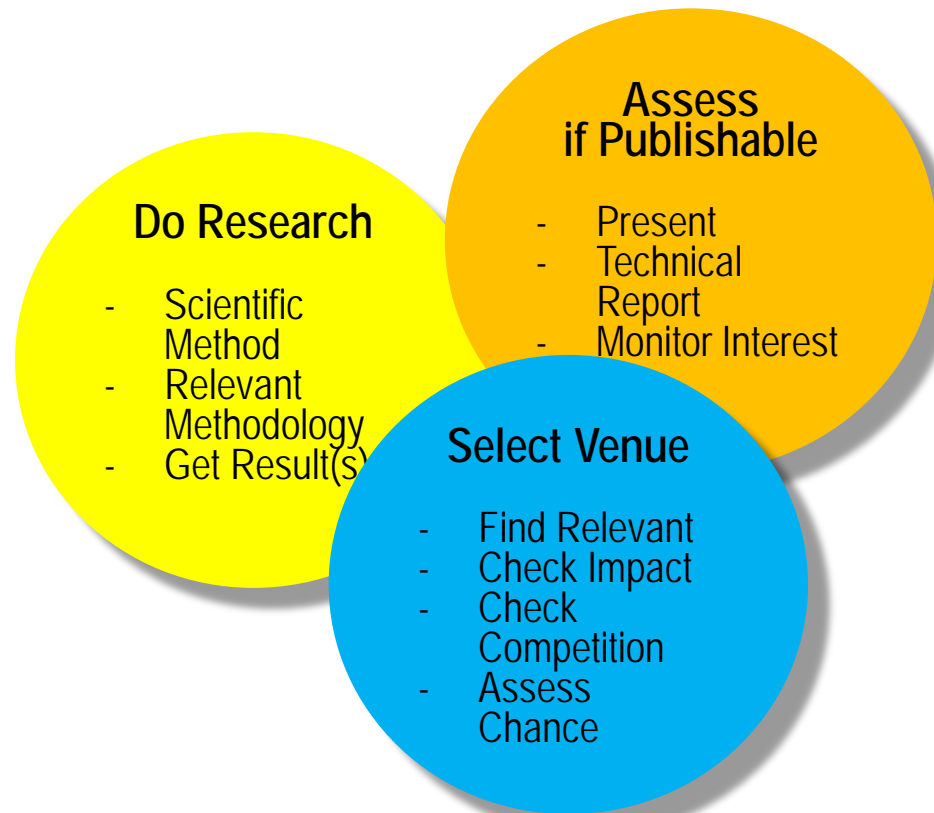 Do Research
- Scientific
Method
- Relevant
Methodology
- Get Result(s)
Assess
if Publishable
- Present
- Technical
Report
- Monitor Interest
Select Venue
- Find Relevant
- Check Impact
- Check
Competition
- Assess
Chance